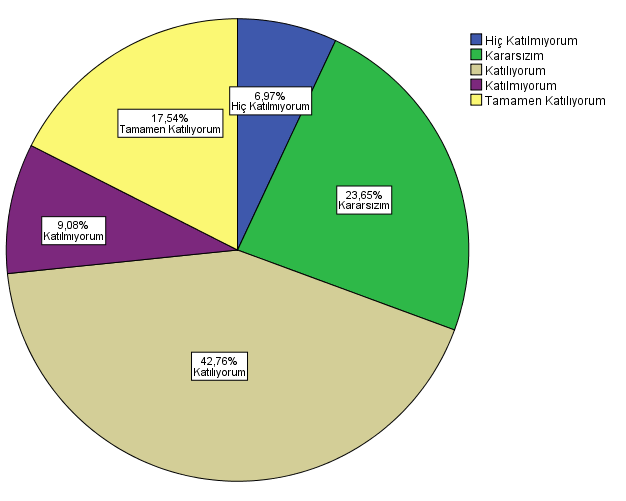 Hiç Katılmıyorum
Kararsızım
Katılıyorum
Katılmıyorum
Tamamen Katılıyorum
6,97%
Hiç Katılmıyorum
17,54%
Tamamen Katılıyorum
23,65%
Kararsızım
9,08%
Katılmıyorum
42,76%
Katılıyorum